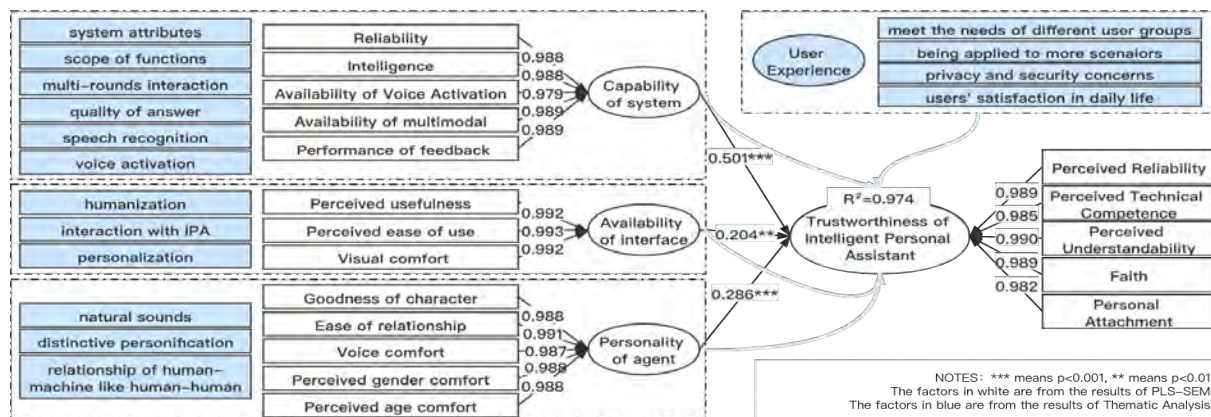 system attributes
scope of functions
multi-rounds interaction
quality of answer
speech recognition
voice activation
Reliability
Intelligence
Availability of Voice Activation
Availability of multimodal
Performance of feedback
0.988
0.988
0.979
0.989
0.989
Capability
of system
humanization
interaction with IPA
personalization
Perceived usefulness
Perceived ease of use
Visual comfort
0.992
0.993
0.992
Availability
of interface
natural sounds
distinctive personification
relationship of human-
machine like human-human
Goodness of character
Ease of relationship
Voice comfort
Perceived gender comfort
Perceived age comfort
0.988
0.991
0.987
0.988
0.988
Personality
of agent
User
Experience
meet the needs of different user groups
being applied to more scenaiors
privacy and security concerns
users' satisfaction in daily life
0.501***
0.204**
0.286***
R²=0.974
Trustworthiness of
Intelligent Personal
Assistant
0.989
0.985
0.990
0.989
0.982
Perceived Reliability
Perceived Technical
Competence
Perceived
Understandability
Faith
Personal
Attachment
NOTES: *** means p<0.001, ** means p<0.01
The factors in white are from the results of PLS-SEM
The factors in blue are from the results of Thematic Analysis